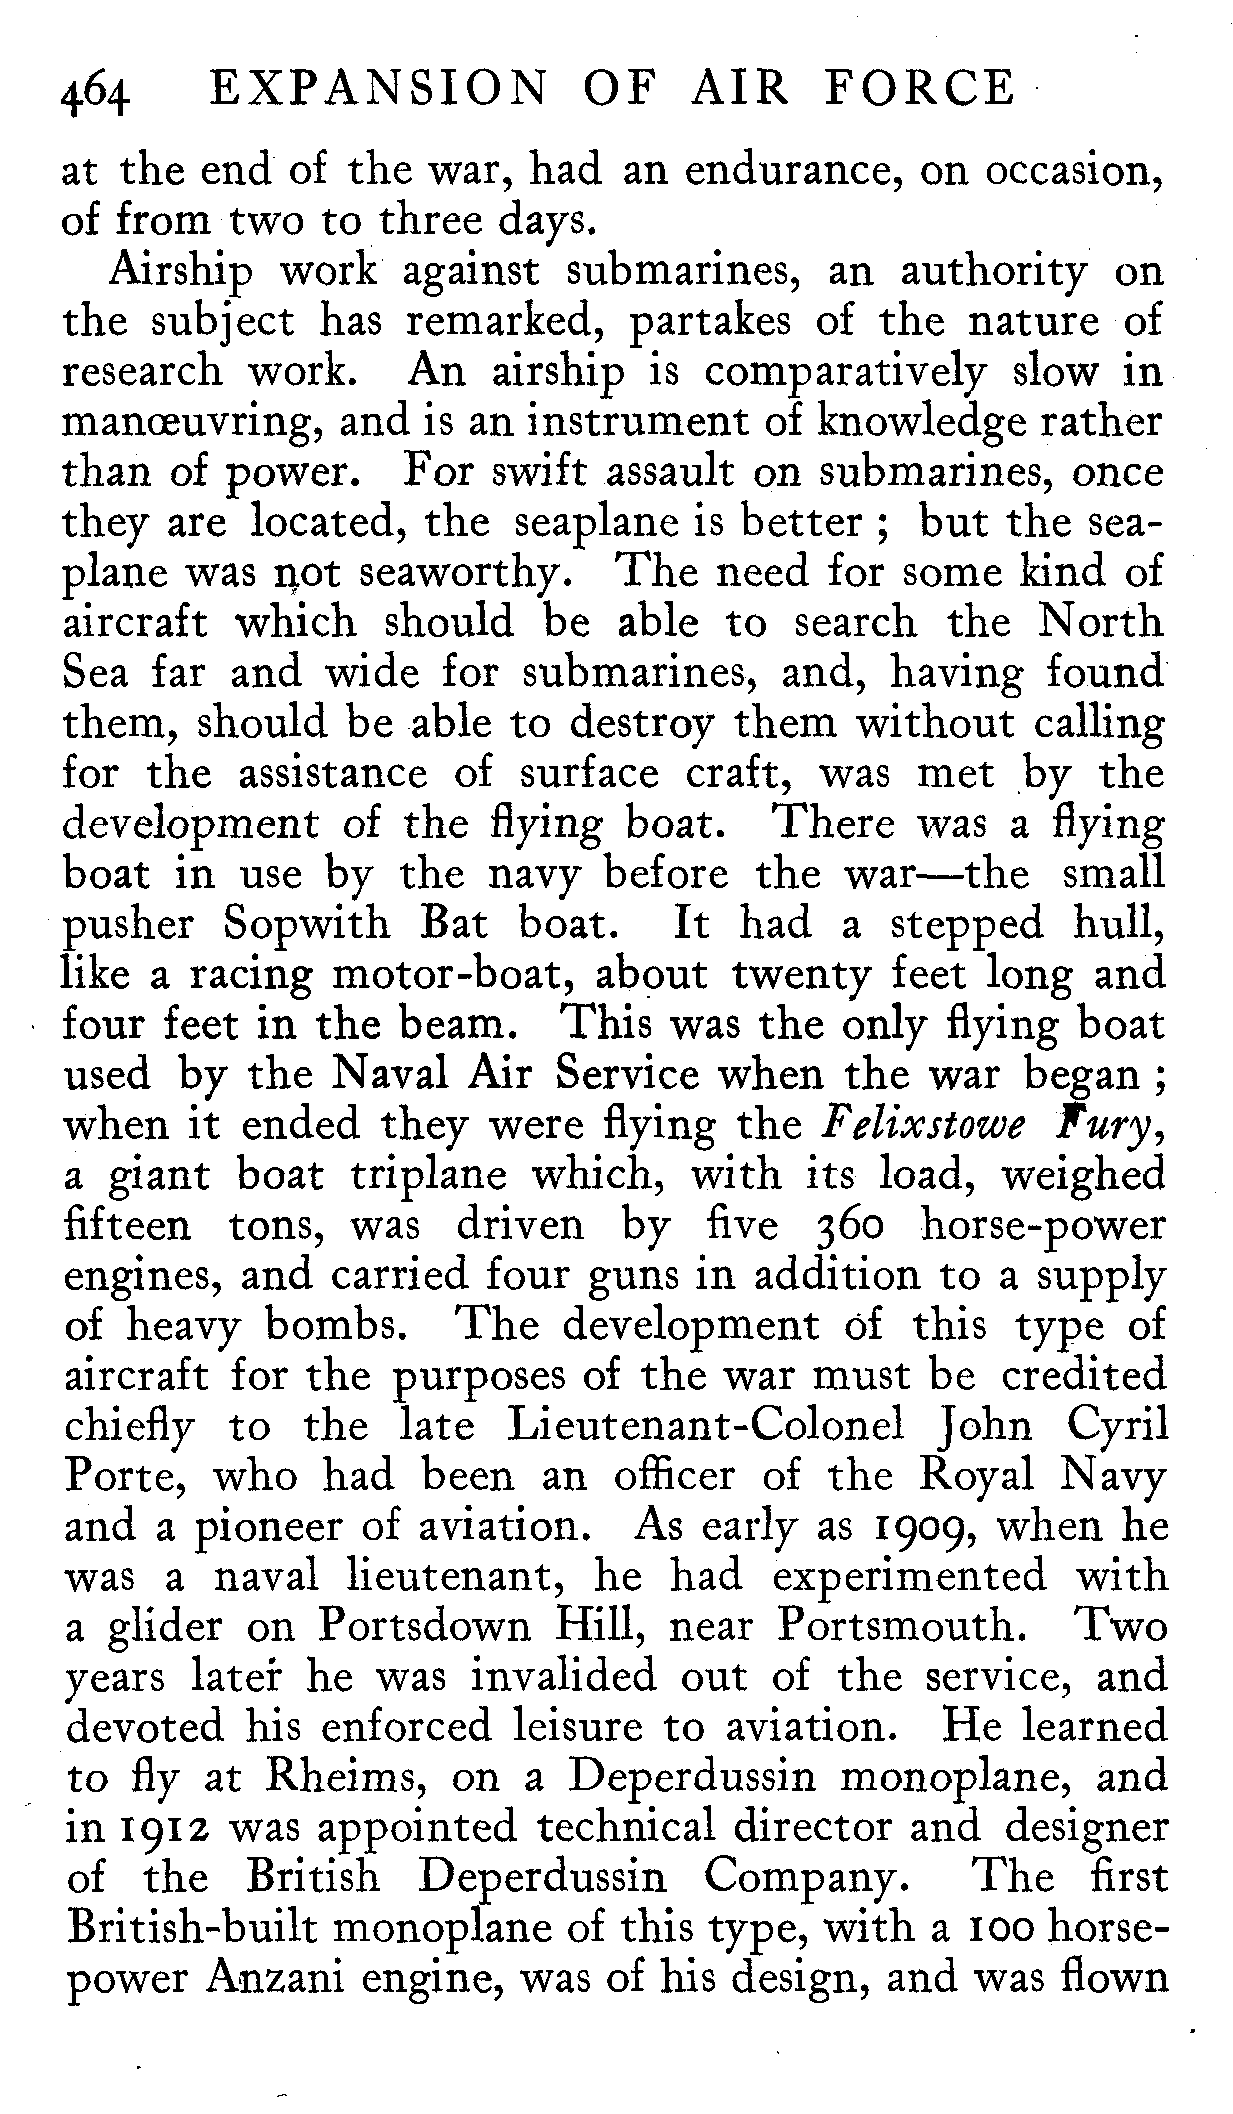 464 EXPANSION OF AIR FORCE
at the end of the war, had an endurance, on occasion,
of from two to three days.
Airship work against submarines, an authority on
the subject has remarked, partakes of the nature of
research work. An airship is comparatively slow in
manœuvring, and is an instrument of knowledge rather
than of power. For swift assault on submarines, once
they are located, the seaplane is better ; but the sea-
plane was not seaworthy. The need for some kind of
aircraft which should be able to search the North
Sea far and wide for submarines, and, having found
them, should be able to destroy them without calling
for the assistance of surface craft, was met by the
development of the flying boat. There was a flying
boat in use by the navy before the war—the small
pusher Sopwith Bat boat. It had a stepped hull,
like a racing motor-boat, about twenty feet long and
four feet in the beam. This was the only flying boat
used by the Naval Air Service when the war began ;
when it ended they were flying the Felixstowe Fury,
a giant boat triplane which, with its load, weighed
fifteen tons, was driven by five 360 horse-power
engines, and carried four guns in addition to a supply
of heavy bombs. The development of this type of
aircraft for the purposes of the war must be credited
chiefly to the late Lieutenant-Colonel John Cyril
Porte, who had been an officer of the Royal Navy
and a pioneer of aviation. As early as 1909, when he
was a naval lieutenant, he had experimented with
a glider on Portsdown Hill, near Portsmouth. Two
years later he was invalided out of the service, and
devoted his enforced leisure to aviation. He learned
to fly at Rheims, on a Deperdussin monoplane, and
in 1912 was appointed technical director and designer
of the British Deperdussin Company. The first
British-built monoplane of this type, with a 100 horse-
power Anzani engine, was of his design, and was flown